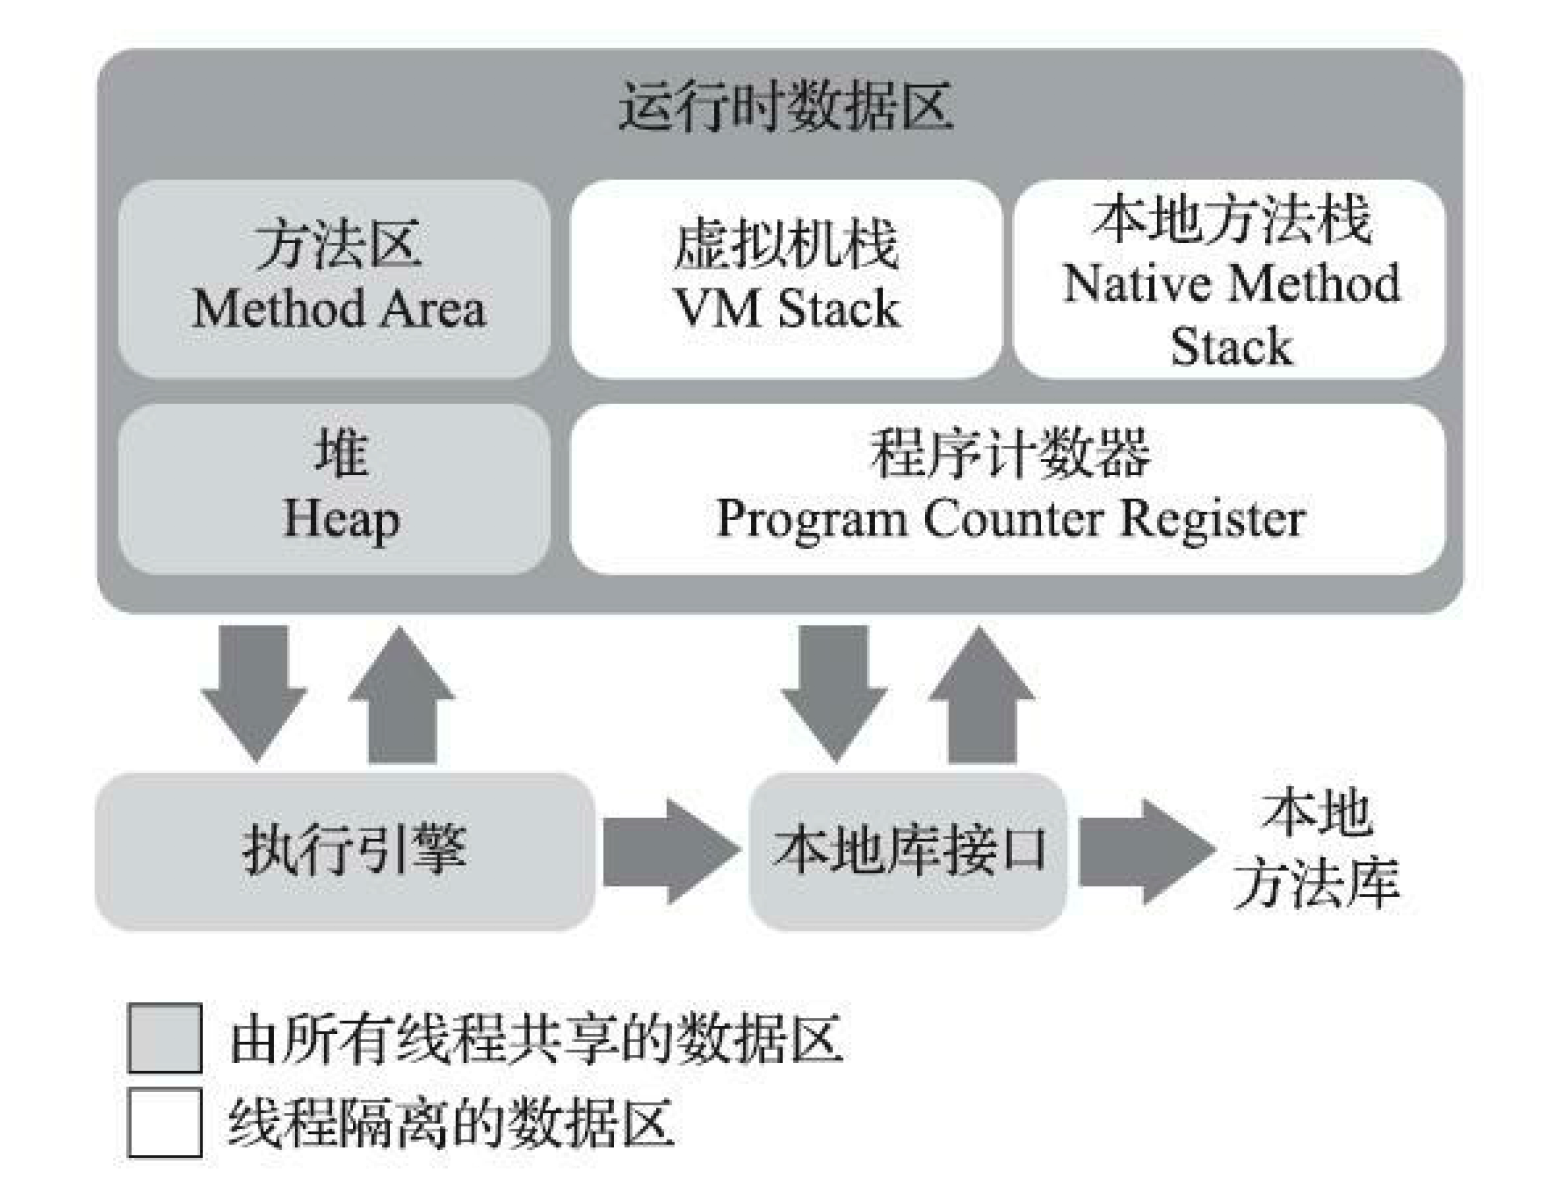 运行时数据区
方法区
Method Area
虚拟机栈
VM Stack
本地方法栈
Native Method
Stack
堆
Heap
程序计数器
Program Counter Register
执行引擎
本地库接口
本地
方法库
由所有线程共享的数据区
线程隔离的数据区